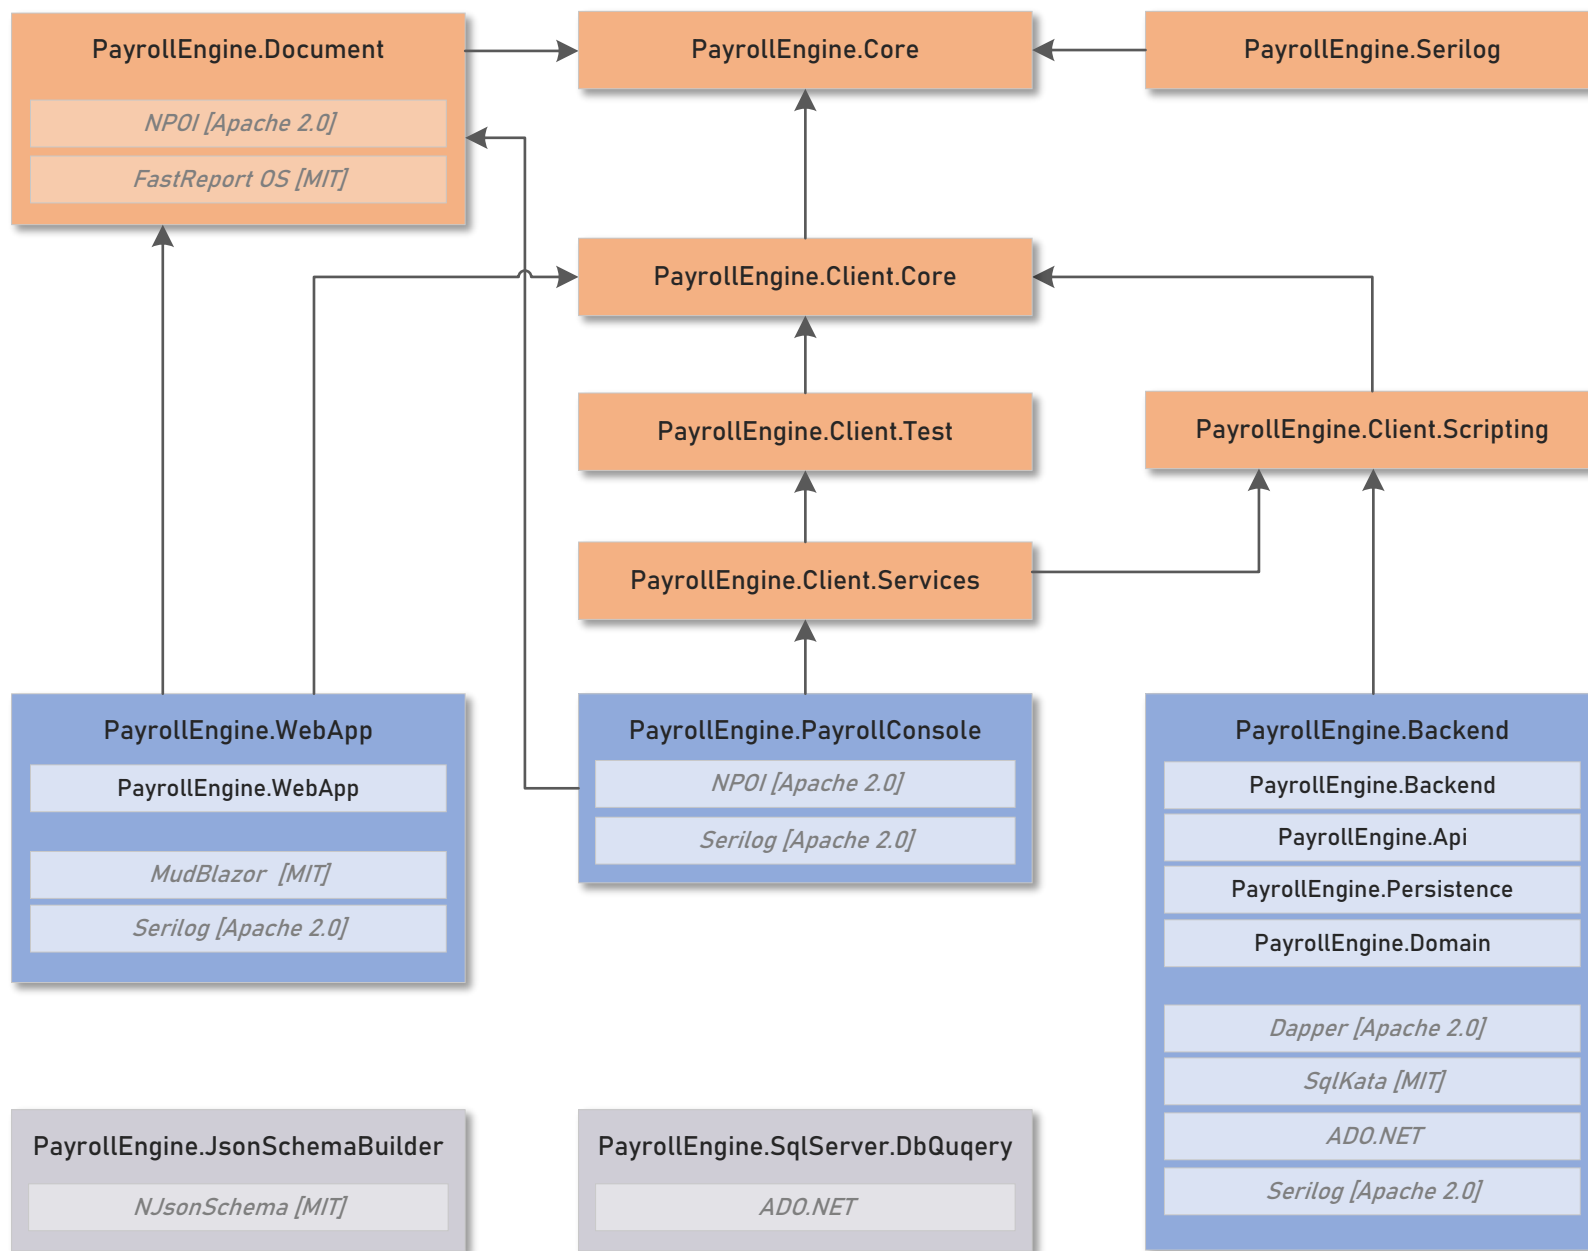 PayrollEngine.Document
NPOI [Apache 2.0]
FastReport OS [MIT]
PayrollEngine.Core
PayrollEngine.Serilog
PayrollEngine.Client.Core
PayrollEngine.Client.Test
PayrollEngine.Client.Scripting
PayrollEngine.Client.Services
PayrollEngine.WebApp
PayrollEngine.WebApp
MudBlazor  [MIT]
Serilog [Apache 2.0]
PayrollEngine.PayrollConsole
NPOI [Apache 2.0]
Serilog [Apache 2.0]
PayrollEngine.Backend
PayrollEngine.Backend
PayrollEngine.Api
PayrollEngine.Persistence
PayrollEngine.Domain
Dapper [Apache 2.0]
SqlKata [MIT]
ADO.NET
Serilog [Apache 2.0]
PayrollEngine.JsonSchemaBuilder
NJsonSchema [MIT]
PayrollEngine.SqlServer.DbQuqery
ADO.NET